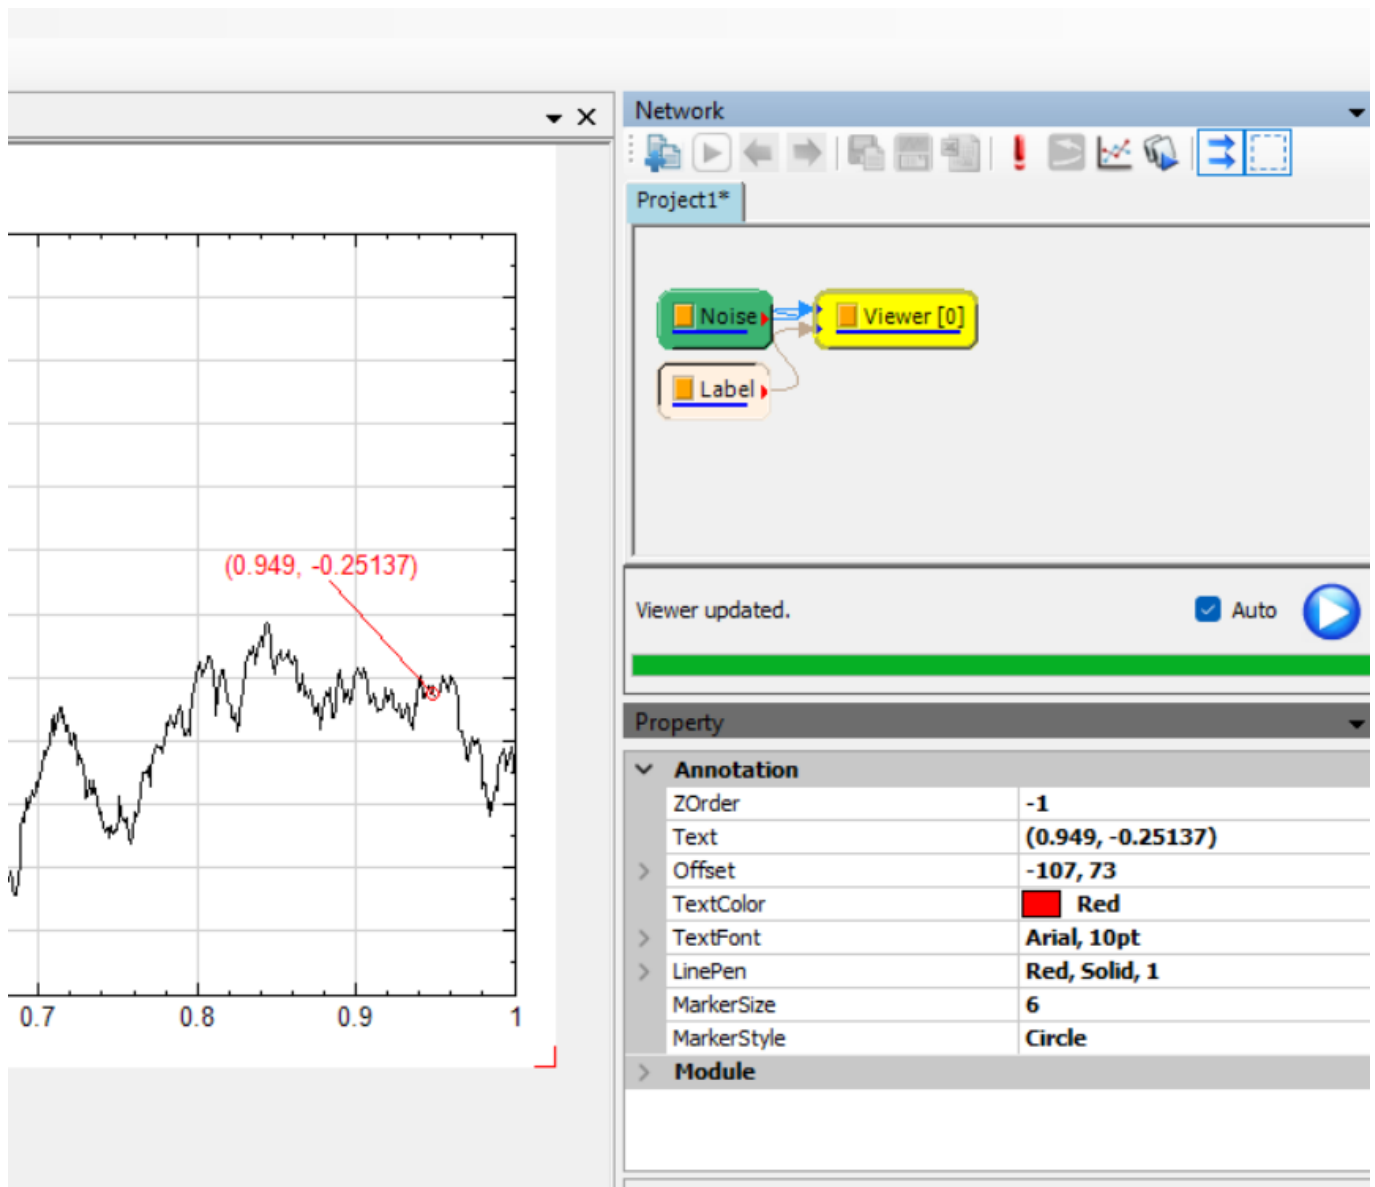 Network
Project1*
Noise
Viewer [0]
Label
(0.949, -0.25137)
0.7
0.8
0.9
1
Viewer updated.
Auto
Property
Annotation
ZOrder -1
Text (0.949, -0.25137)
Offset -107, 73
TextColor Red
TextFont Arial, 10pt
LinePen Red, Solid, 1
MarkerSize 6
MarkerStyle Circle
Module